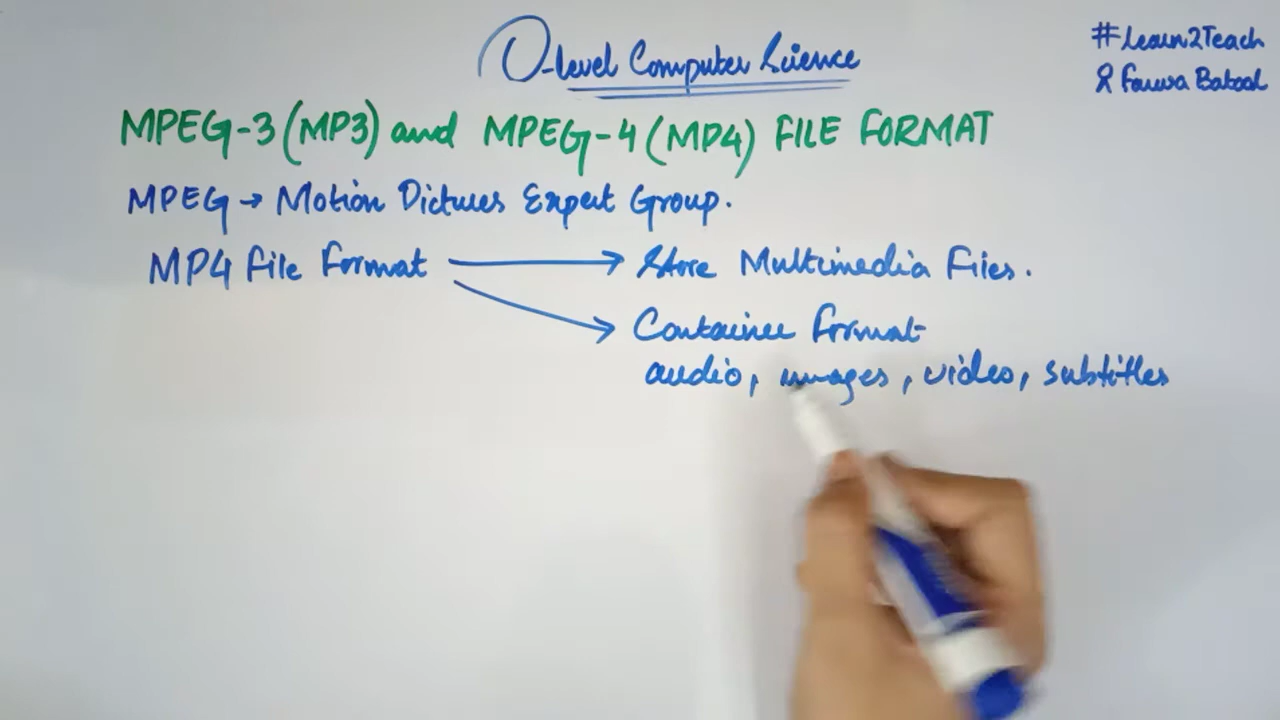 O-level Computer Science
#Learn2Teach
Farwa Batool
MPEG-3 (MP3) and MPEG-4 (MP4) FILE FORMAT
MPEG → Motion Pictures Expert Group.
MP4 file format → Store Multimedia Files.
Container format
audio, images, video, subtitles